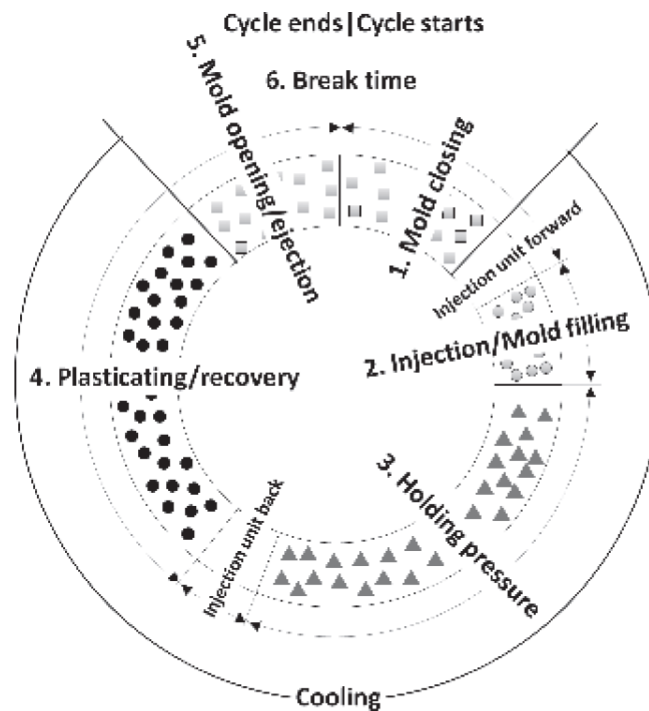 Cycle ends|Cycle starts
6. Break time
1. Mold closing
Injection unit forward
2. Injection/Mold filling
3. Holding pressure
Injection unit back
4. Plasticating/recovery
5. Mold opening/ejection
Cooling